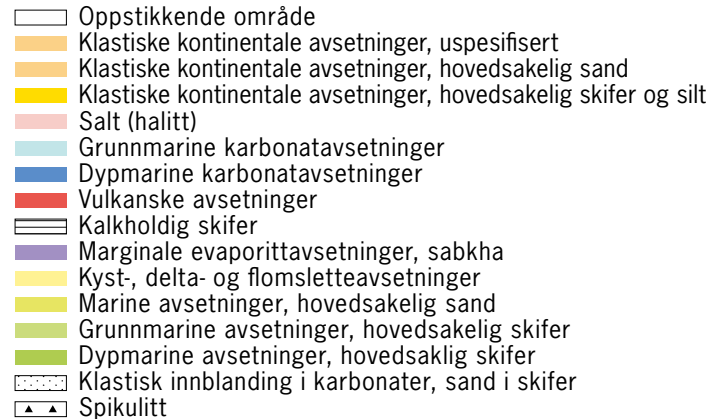 Oppstikkende område
Klastiske kontinentale avsetninger, uspesifisert
Klastiske kontinentale avsetninger, hovedsakelig sand
Klastiske kontinentale avsetninger, hovedsakelig skifer og silt
Salt (halitt)
Grunnmarine karbonatavsetninger
Dypmarine karbonatavsetninger
Vulkanske avsetninger
Kalkholdig skifer
Marginale evaporittavsetninger, sabkha
Kyst-, delta- og flomsletteavsetninger
Marine avsetninger, hovedsakelig sand
Grunnmarine avsetninger, hovedsakelig skifer
Dypmarine avsetninger, hovedsaklig skifer
Klastisk innblanding i karbonater, sand i skifer
Spikulitt